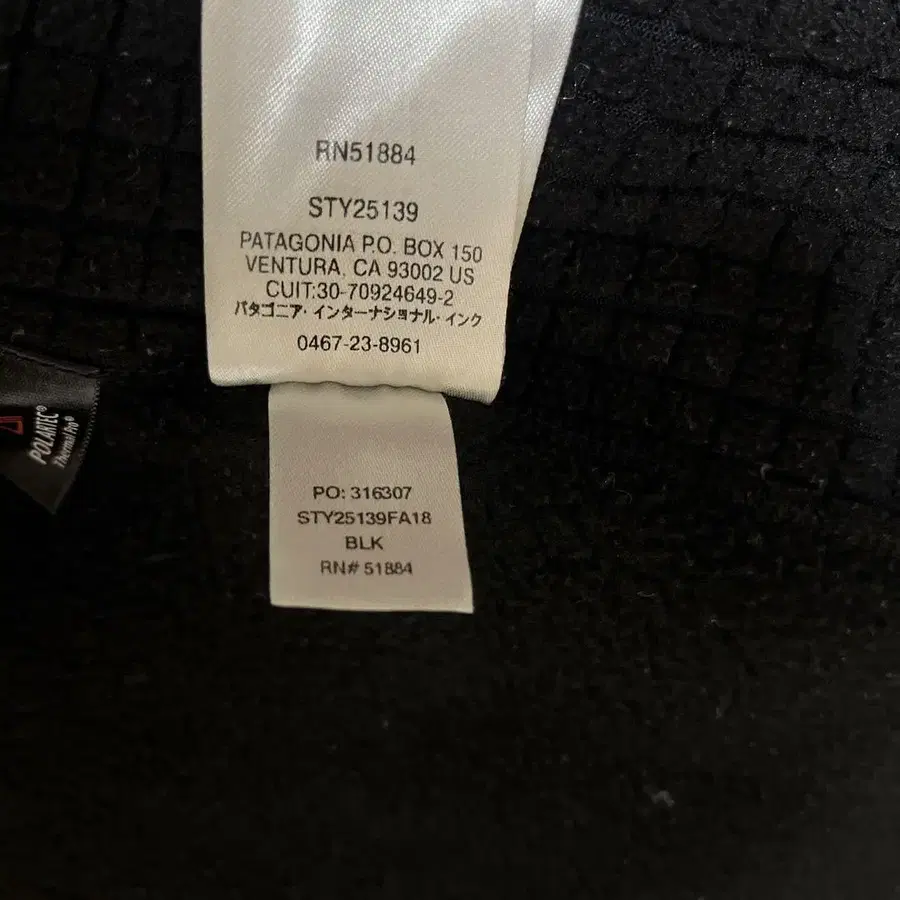 RN51884
STY25139
PATAGONIA P.O. BOX 150
VENTURA, CA 93002 US
CUIT:30-70924649-2
パタゴニア・インターナショナル・インク
0467-23-8961
POLARTEC®
Thermal Pro®
PO: 316307
STY25139FA18
BLK
RN# 51884